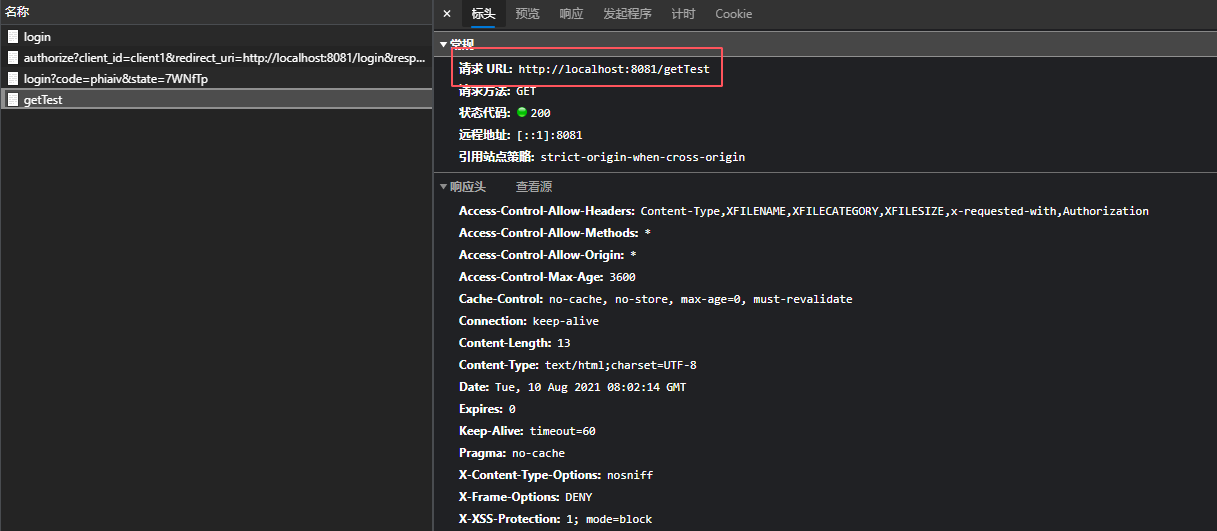 名称
login
authorize?client_id=client1&redirect_uri=http://localhost:8081/login&resp...
login?code=phiaiv&state=7WNfTp
getTest
× 标头 预览 响应 发起程序 计时 Cookie
常规
请求 URL: http://localhost:8081/getTest
请求方法: GET
状态代码: 200
远程地址: [::1]:8081
引用站点策略: strict-origin-when-cross-origin
响应头 查看源
Access-Control-Allow-Headers: Content-Type,XFILENAME,XFILECATEGORY,XFILESIZE,x-requested-with,Authorization
Access-Control-Allow-Methods: *
Access-Control-Allow-Origin: *
Access-Control-Max-Age: 3600
Cache-Control: no-cache, no-store, max-age=0, must-revalidate
Connection: keep-alive
Content-Length: 13
Content-Type: text/html;charset=UTF-8
Date: Tue, 10 Aug 2021 08:02:14 GMT
Expires: 0
Keep-Alive: timeout=60
Pragma: no-cache
X-Content-Type-Options: nosniff
X-Frame-Options: DENY
X-XSS-Protection: 1; mode=block